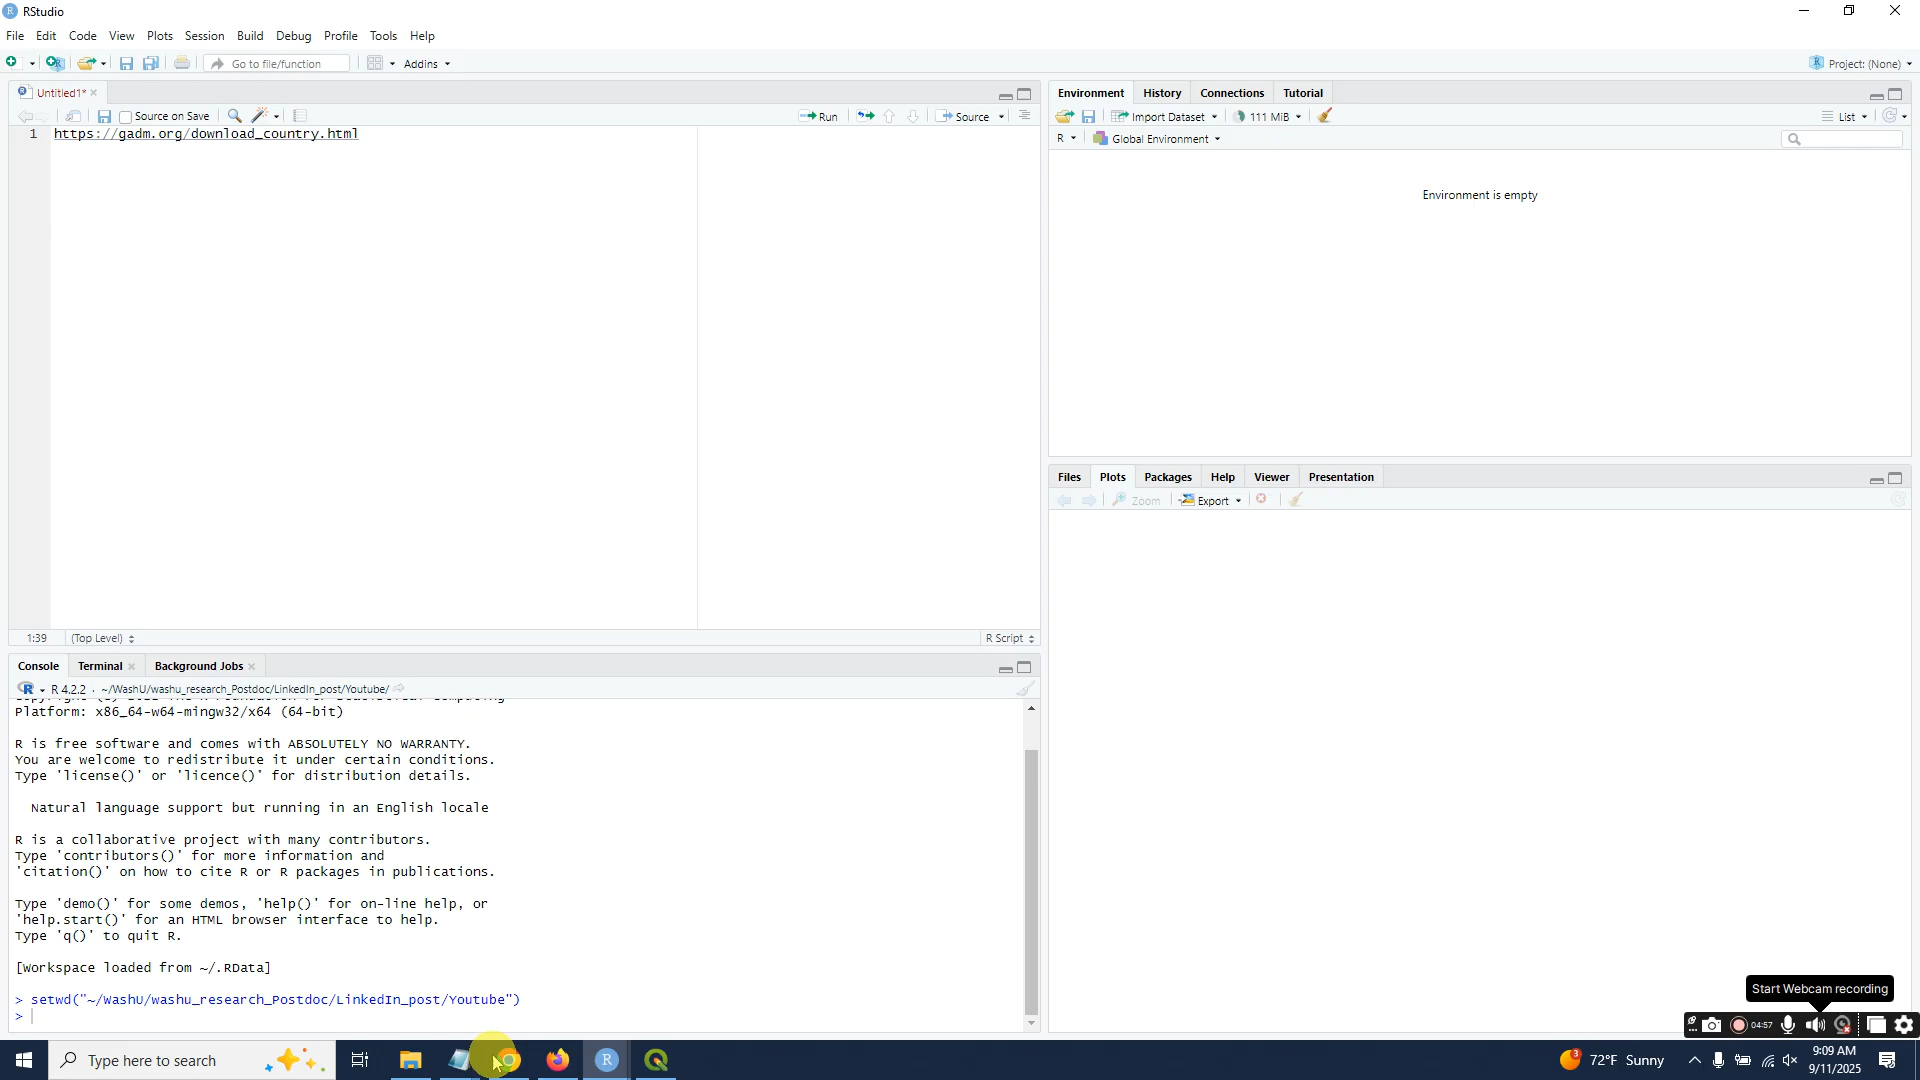 RStudio
File Edit Code View Plots Session Build Debug Profile Tools Help
Go to file/function Addins Project: (None)
Untitled1*
Source on Save Run Source
1 https://gadm.org/download_country.html
1:39 (Top Level) R Script
Console Terminal Background Jobs
R 4.2.2 · ~/WashU/washu_research_Postdoc/LinkedIn_post/Youtube/
Platform: x86_64-w64-mingw32/x64 (64-bit)
R is free software and comes with ABSOLUTELY NO WARRANTY.
You are welcome to redistribute it under certain conditions.
Type 'license()' or 'licence()' for distribution details.
Natural language support but running in an English locale
R is a collaborative project with many contributors.
Type 'contributors()' for more information and
'citation()' on how to cite R or R packages in publications.
Type 'demo()' for some demos, 'help()' for on-line help, or
'help.start()' for an HTML browser interface to help.
Type 'q()' to quit R.
[Workspace loaded from ~/.RData]
> setwd("~/WashU/washu_research_Postdoc/LinkedIn_post/Youtube")
>
Environment History Connections Tutorial
Import Dataset 111 MiB List
R Global Environment
Environment is empty
Files Plots Packages Help Viewer Presentation
Zoom Export
Start Webcam recording
04:57
Type here to search
3 72°F Sunny
9:09 AM
9/11/2025